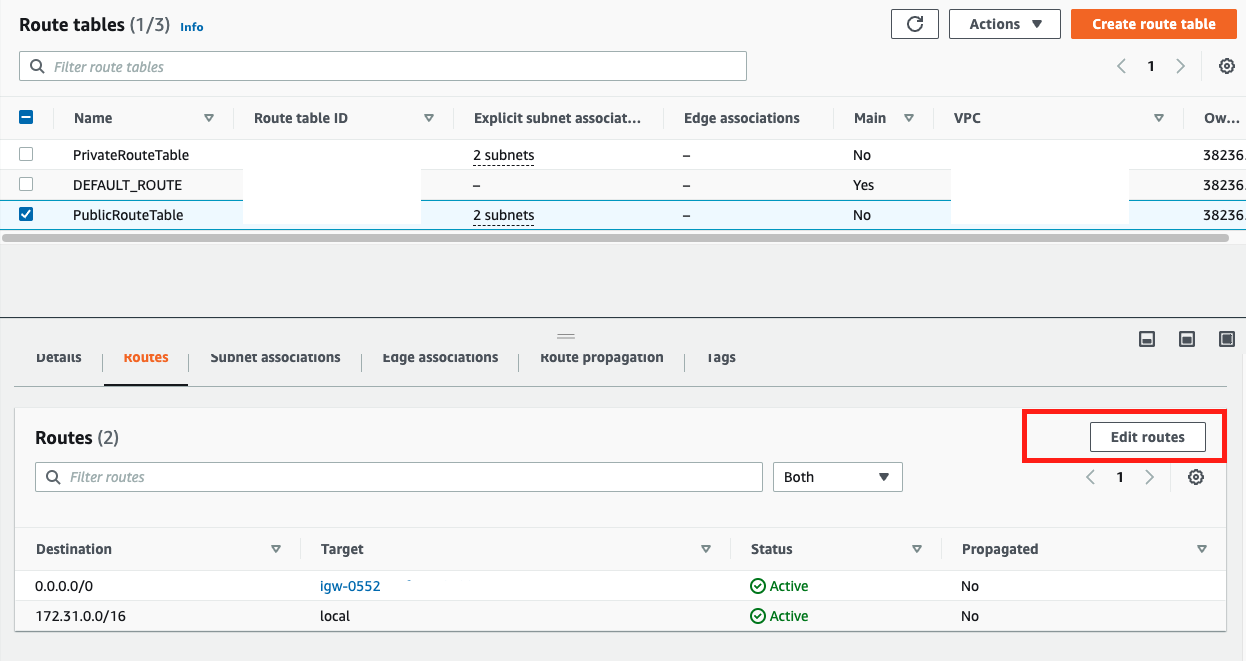 Route tables (1/3) Info
Actions
Create route table
Filter route tables
1
Name Route table ID Explicit subnet associat... Edge associations Main VPC Ow...
PrivateRouteTable 2 subnets – No 38236.
DEFAULT_ROUTE – – Yes 38236.
PublicRouteTable 2 subnets – No 38236.
Details Routes Subnet associations Edge associations Route propagation Tags
Routes (2)
Edit routes
Filter routes
Both
1
Destination Target Status Propagated
0.0.0.0/0 igw-0552 Active No
172.31.0.0/16 local Active No